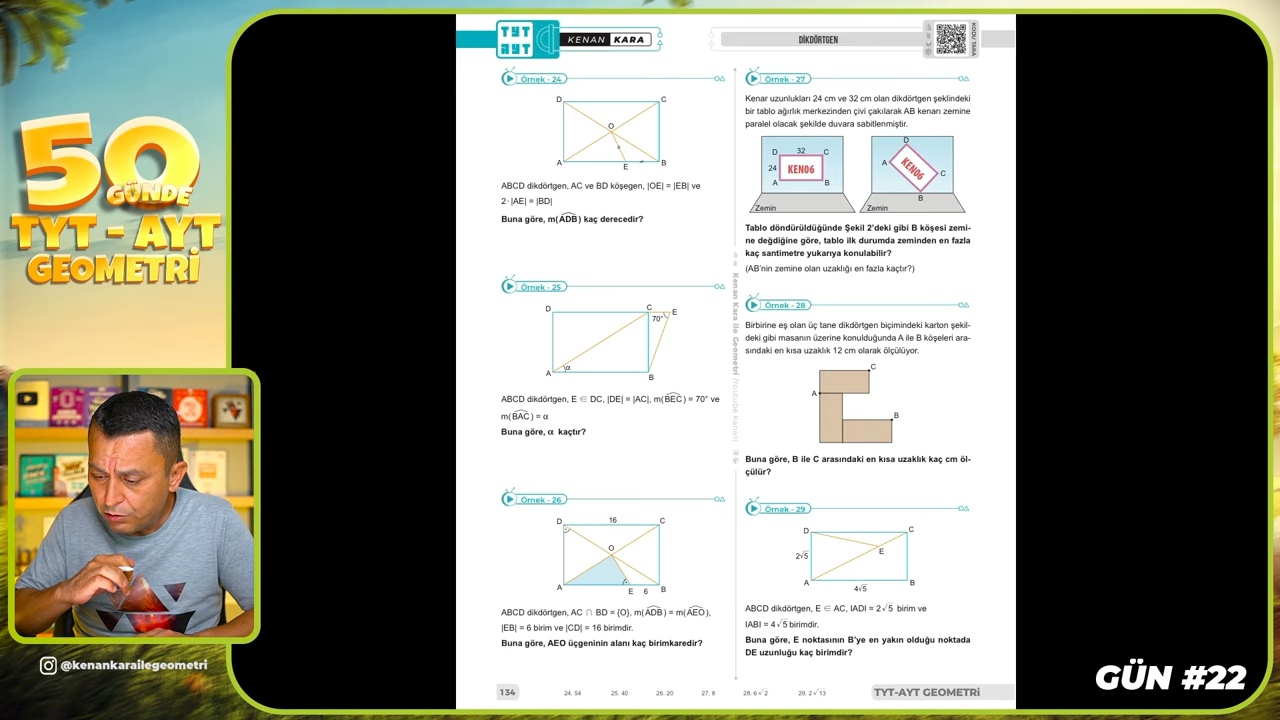 50
GÜNDE
TYT - AYT
GEOMETRİ
@kenankarailegeometri
GÜN #22
TYT
AYT
KENAN KARA
DİKDÖRTGEN
KODU TARA
Örnek - 24
D
C
O
A
E
B
ABCD dikdörtgen, AC ve BD köşegen, |OE| = |EB| ve
2·|AE| = |BD|
Buna göre, m(ADB) kaç derecedir?
Örnek - 25
D
C
E
70°
α
A
B
ABCD dikdörtgen, E ∈ DC, |DE| = |AC|, m(BEC) = 70° ve
m(BAC) = α
Buna göre, α kaçtır?
Örnek - 26
D
16
C
O
A
E
6
B
ABCD dikdörtgen, AC ∩ BD = {O}, m(ADB) = m(AEO),
|EB| = 6 birim ve |CD| = 16 birimdir.
Buna göre, AEO üçgeninin alanı kaç birimkaredir?
Kenan Kara ile Geometri (Youtube Kanalı)
Örnek - 27
Kenar uzunlukları 24 cm ve 32 cm olan dikdörtgen şeklindeki
bir tablo ağırlık merkezinden çivi çakılarak AB kenarı zemine
paralel olacak şekilde duvara sabitlenmiştir.
D
32
C
24
KEN06
A
B
Zemin
D
A
KEN06
C
B
Zemin
Tablo döndürüldüğünde Şekil 2'deki gibi B köşesi zemi-
ne değdiğine göre, tablo ilk durumda zeminden en fazla
kaç santimetre yukarıya konulabilir?
(AB'nin zemine olan uzaklığı en fazla kaçtır?)
Örnek - 28
Birbirine eş olan üç tane dikdörtgen biçimindeki karton şekil-
deki gibi masanın üzerine konulduğunda A ile B köşeleri ara-
sındaki en kısa uzaklık 12 cm olarak ölçülüyor.
C
A
B
Buna göre, B ile C arasındaki en kısa uzaklık kaç cm öl-
çülür?
Örnek - 29
D
C
2√5
E
A
B
4√5
ABCD dikdörtgen, E ∈ AC, IADI = 2√5 birim ve
IABI = 4√5 birimdir.
Buna göre, E noktasının B'ye en yakın olduğu noktada
DE uzunluğu kaç birimdir?
134
24. 54
25. 40
26. 20
27. 8
28. 6√2
29. 2√13
TYT-AYT GEOMETRİ